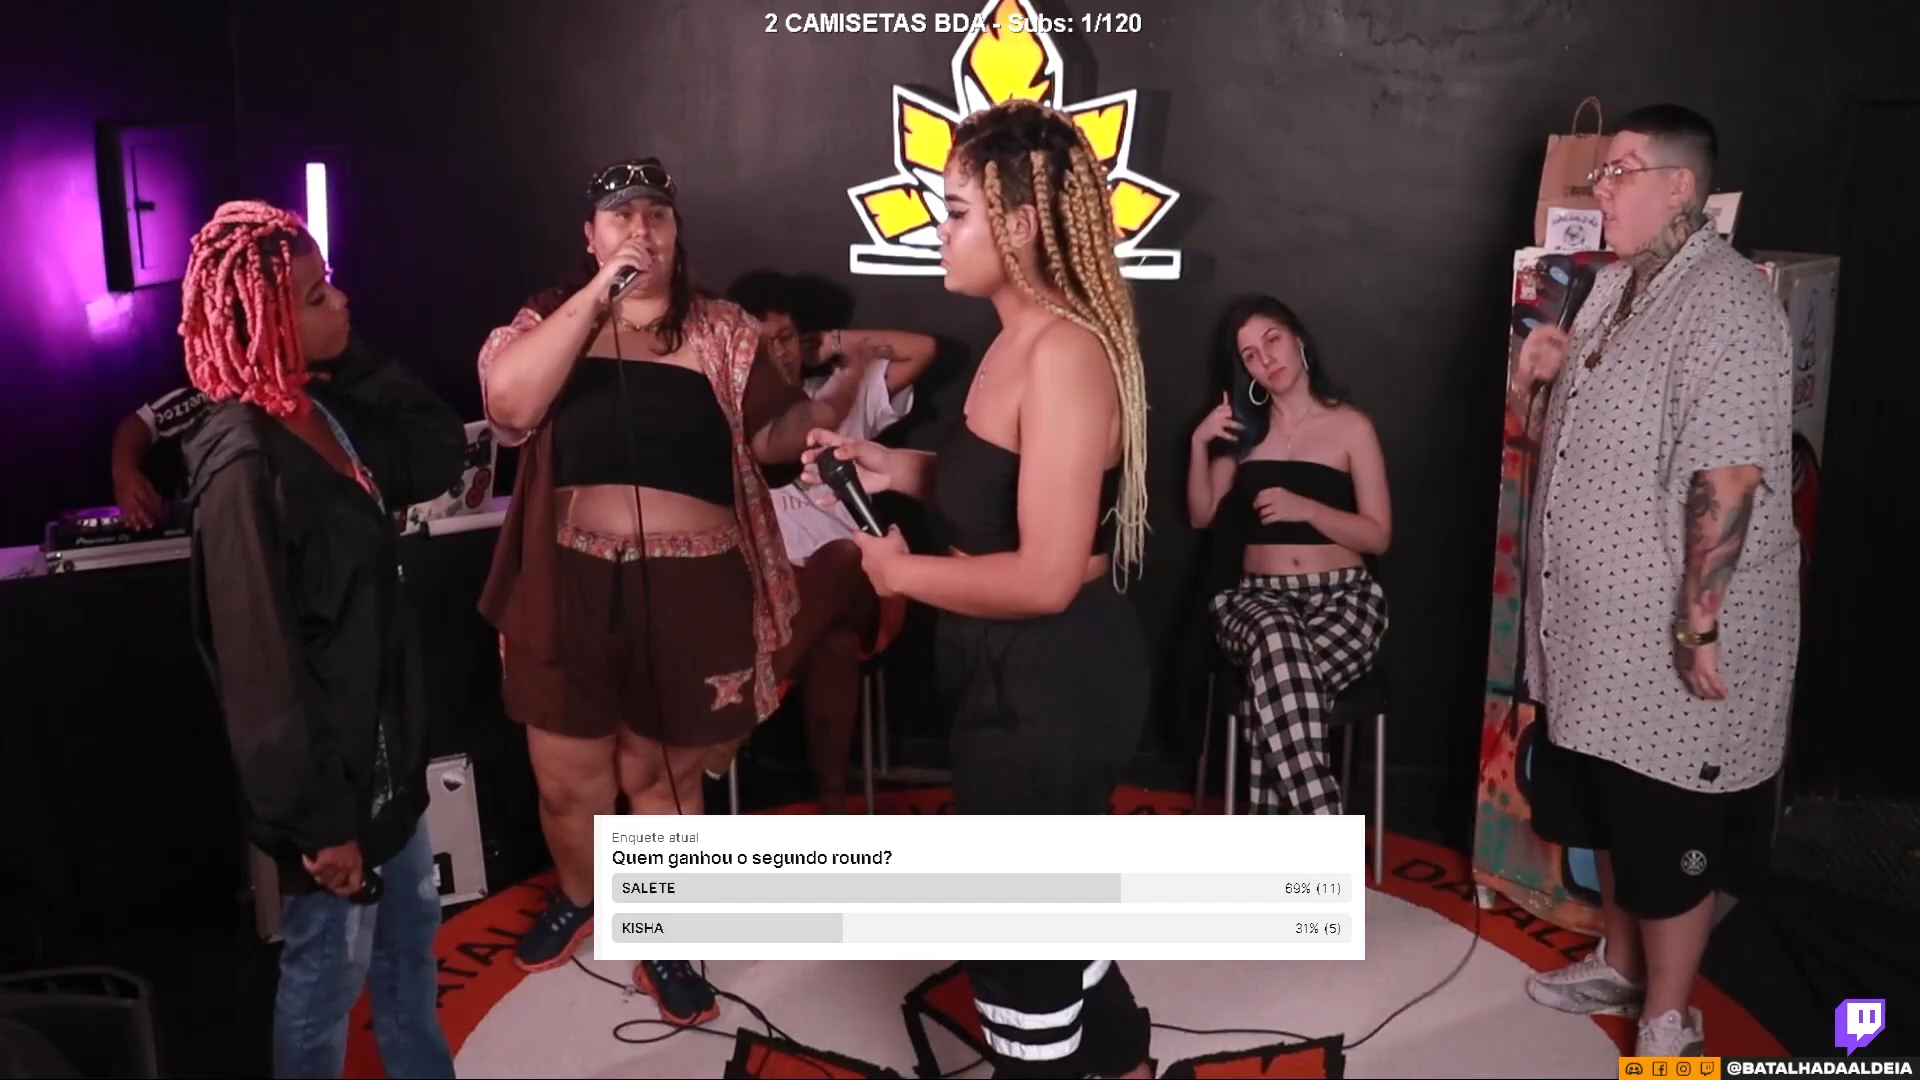 2 CAMISETAS BDA - Subs: 1/120
Enquete atual
Quem ganhou o segundo round?
SALETE 69% (11)
KISHA 31% (5)
@BATALHADAALDEIA